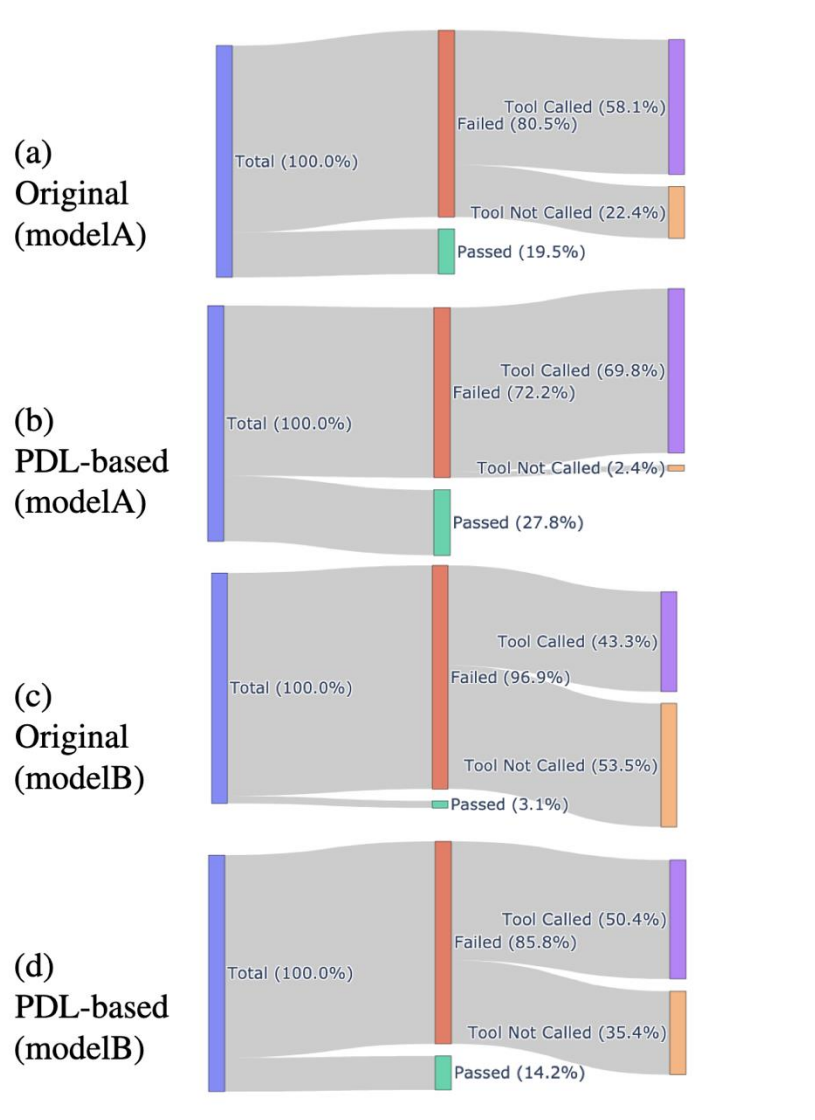 (a)
Original
(modelA)
Total (100.0%)
Tool Called (58.1%)
Failed (80.5%)
Tool Not Called (22.4%)
Passed (19.5%)
(b)
PDL-based
(modelA)
Total (100.0%)
Tool Called (69.8%)
Failed (72.2%)
Tool Not Called (2.4%)
Passed (27.8%)
(c)
Original
(modelB)
Total (100.0%)
Tool Called (43.3%)
Failed (96.9%)
Tool Not Called (53.5%)
Passed (3.1%)
(d)
PDL-based
(modelB)
Total (100.0%)
Tool Called (50.4%)
Failed (85.8%)
Tool Not Called (35.4%)
Passed (14.2%)